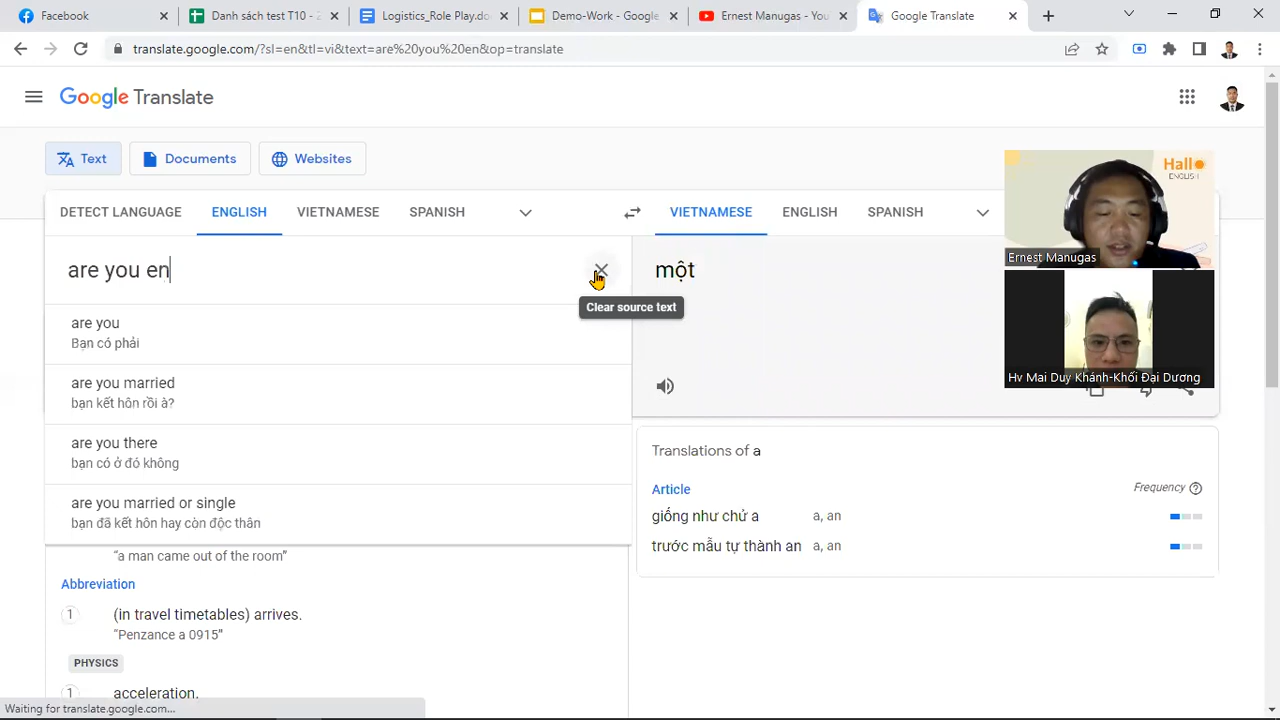 Facebook
Danh sách test T10 - Z
Logistics_Role Play.do
Demo-Work - Google
Ernest Manugas - You
Google Translate
translate.google.com/?sl=en&tl=vi&text=are%20you%20en&op=translate
Google Translate
Text
Documents
Websites
DETECT LANGUAGE
ENGLISH
VIETNAMESE
SPANISH
VIETNAMESE
ENGLISH
SPANISH
are you en
một
Clear source text
are you
Bạn có phải
are you married
bạn kết hôn rồi à?
are you there
bạn có ở đó không
are you married or single
bạn đã kết hôn hay còn độc thân
"a man came out of the room"
Abbreviation
1 (in travel timetables) arrives.
"Penzance a 0915"
PHYSICS
1 acceleration.
Translations of a
Article
Frequency
giống như chử a a, an
trước mẫu tự thành an a, an
Hallo
ENGLISH
Ernest Manugas
Hv Mai Duy Khánh-Khối Đại Dương
Waiting for translate.google.com...